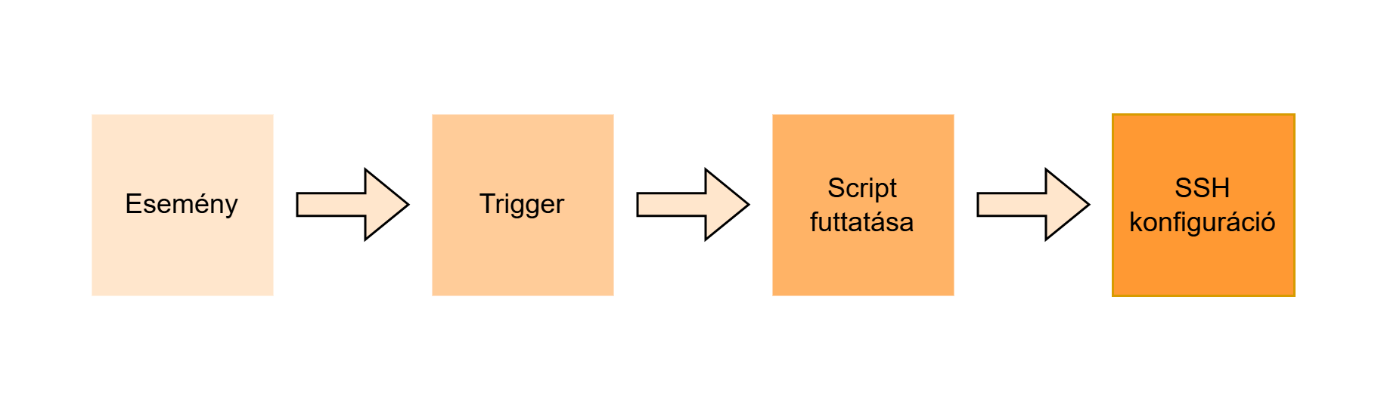 Esemény
Trigger
Script
futtatása
SSH
konfiguráció